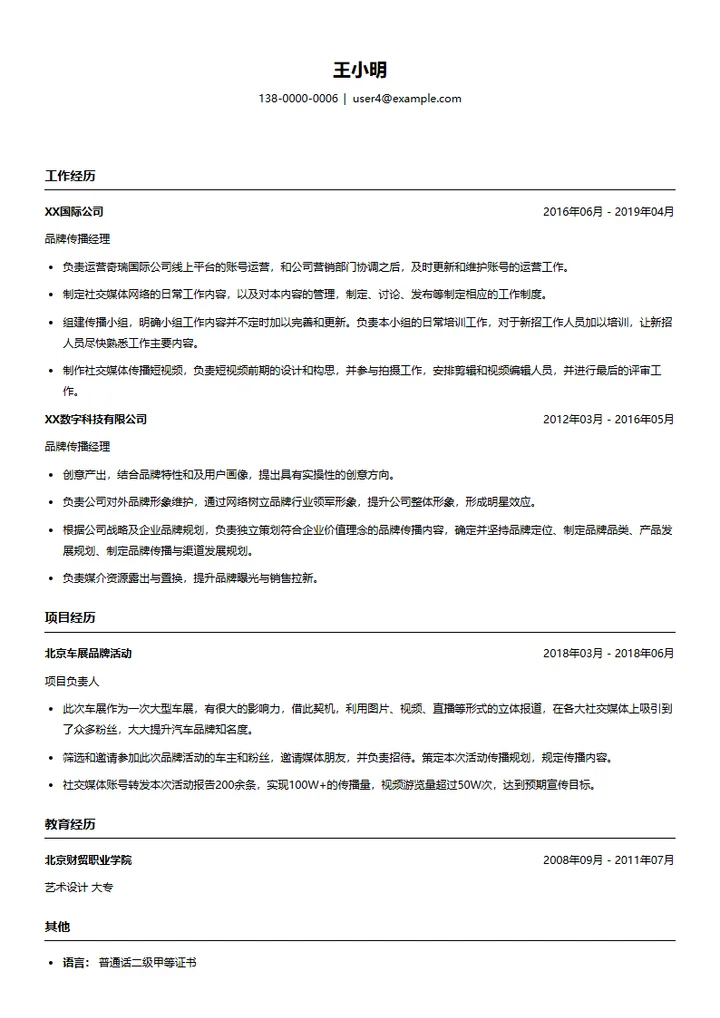 王小明
138-0000-0006 | user4@example.com
工作经历
XX国际公司 2016年06月 - 2019年04月
品牌传播经理
• 负责运营奇瑞国际公司线上平台的账号运营，和公司营销部门协调之后，及时更新和维护账号的运营工作。
• 制定社交媒体网络的日常工作内容，以及对本内容的管理，制定、讨论、发布等制定相应的工作制度。
• 组建传播小组，明确小组工作内容并不定时加以完善和更新。负责本小组的日常培训工作，对于新招工作人员加以培训，让新招
人员尽快熟悉工作主要内容。
• 制作社交媒体传播短视频，负责短视频前期的设计和构思，并参与拍摄工作，安排剪辑和视频编辑人员，并进行最后的评审工
作。
XX数字科技有限公司 2012年03月 - 2016年05月
品牌传播经理
• 创意产出，结合品牌特性和及用户画像，提出具有实操性的创意方向。
• 负责公司对外品牌形象维护，通过网络树立品牌行业领军形象，提升公司整体形象，形成明星效应。
• 根据公司战略及企业品牌规划，负责独立策划符合企业价值理念的品牌传播内容，确定并坚持品牌定位、制定品牌品类、产品发
展规划、制定品牌传播与渠道发展规划。
• 负责媒介资源露出与置换，提升品牌曝光与销售拉新。
项目经历
北京车展品牌活动 2018年03月 - 2018年06月
项目负责人
• 此次车展作为一次大型车展，有很大的影响力，借此契机，利用图片、视频、直播等形式的立体报道，在各大社交媒体上吸引到
了众多粉丝，大大提升汽车品牌知名度。
• 筛选和邀请参加此次品牌活动的车主和粉丝，邀请媒体朋友，并负责招待。策定本次活动传播规划，规定传播内容。
• 社交媒体账号转发本次活动报告200余条，实现100W+的传播量，视频游览量超过50W次，达到预期宣传目标。
教育经历
北京财贸职业学院 2008年09月 - 2011年07月
艺术设计 大专
其他
• 语言： 普通话二级甲等证书